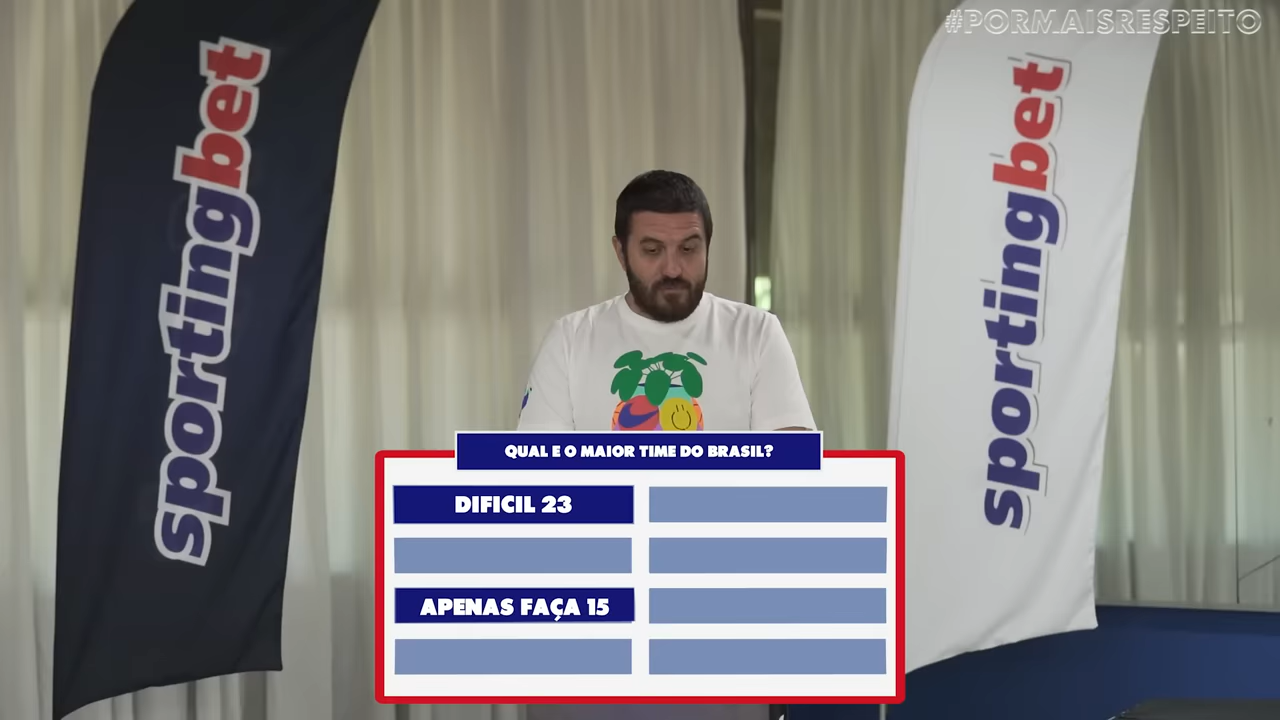 #PORMAISRESPEITO
sportingbet
sportingbet
QUAL E O MAIOR TIME DO BRASIL?
DIFICIL 23
APENAS FAÇA 15